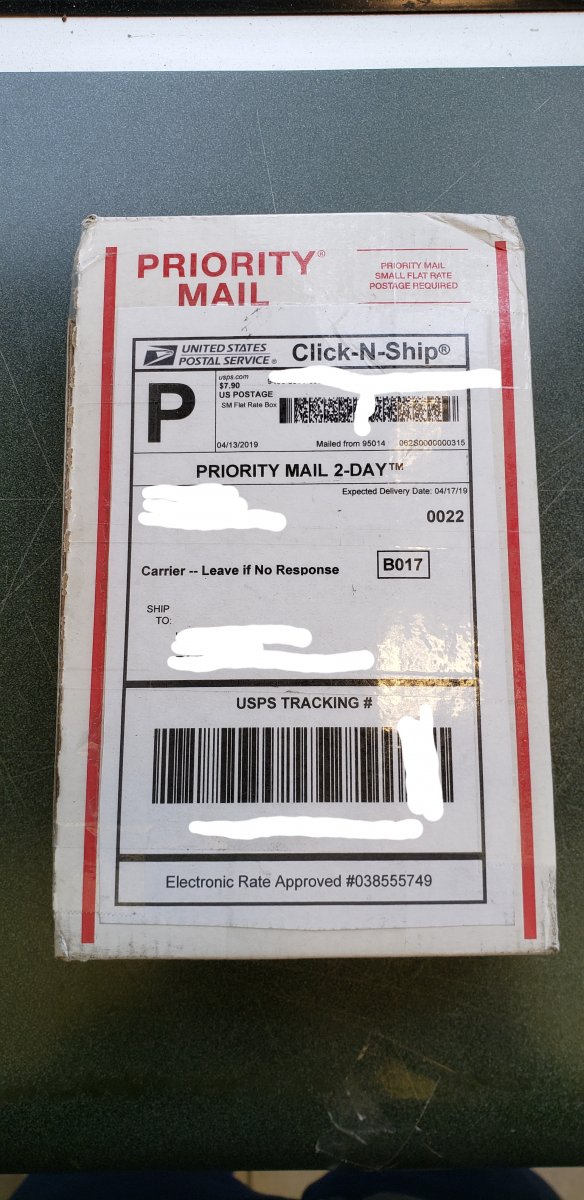 PRIORITY®
MAIL
PRIORITY MAIL
SMALL FLAT RATE
POSTAGE REQUIRED
UNITED STATES
POSTAL SERVICE®
Click-N-Ship®
P
usps.com
$7.90
US POSTAGE
SM Flat Rate Box
04/13/2019
Mailed from 95014
062S0000000315
PRIORITY MAIL 2-DAY™
Expected Delivery Date: 04/17/19
0022
Carrier -- Leave if No Response
B017
SHIP
TO:
USPS TRACKING #
Electronic Rate Approved #038555749